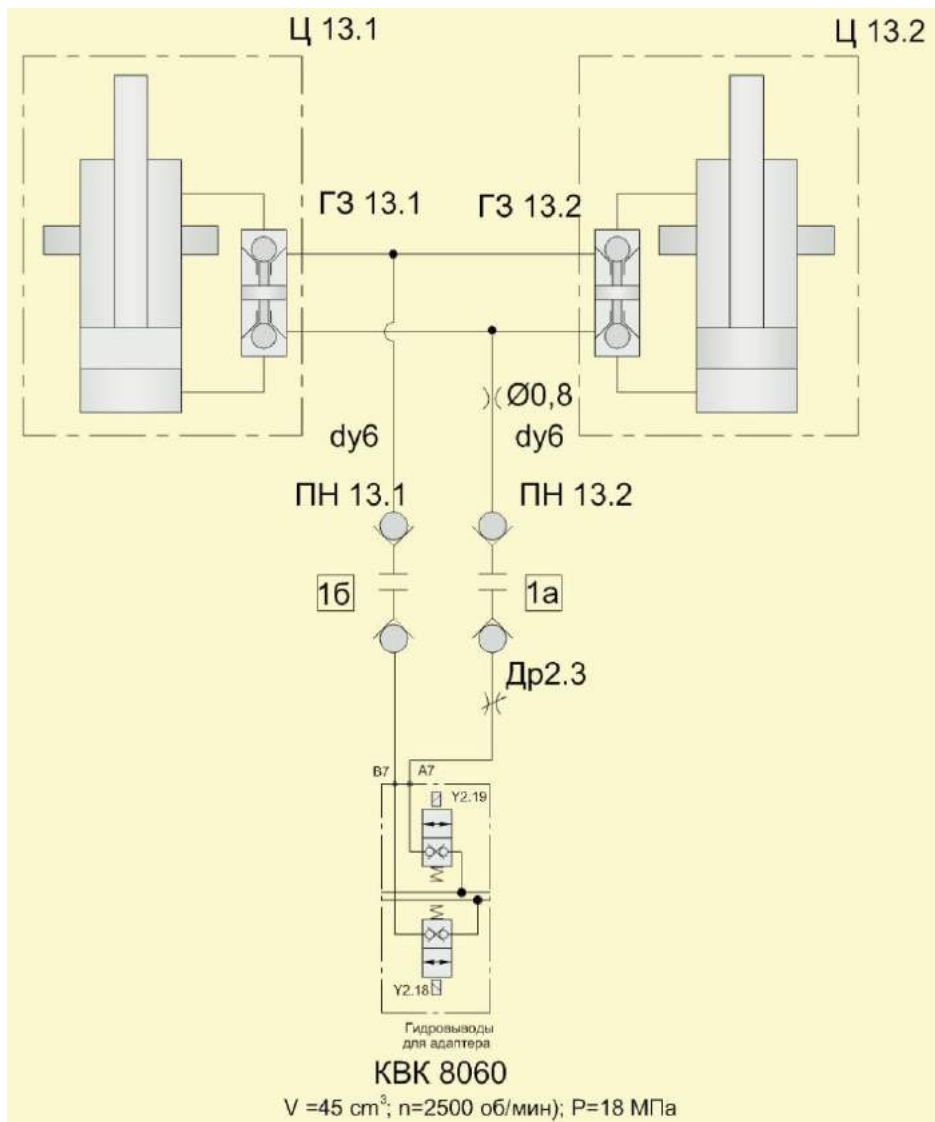 Ц 13.1
Ц 13.2
ГЗ 13.1
ГЗ 13.2
Ø0,8
dy6
dy6
ПН 13.1
ПН 13.2
1б
1а
Др2.3
B7
A7
Y2.19
Y2.18
Гидровыводы
для адаптера
КВК 8060
V =45 cm³; n=2500 об/мин); P=18 МПа